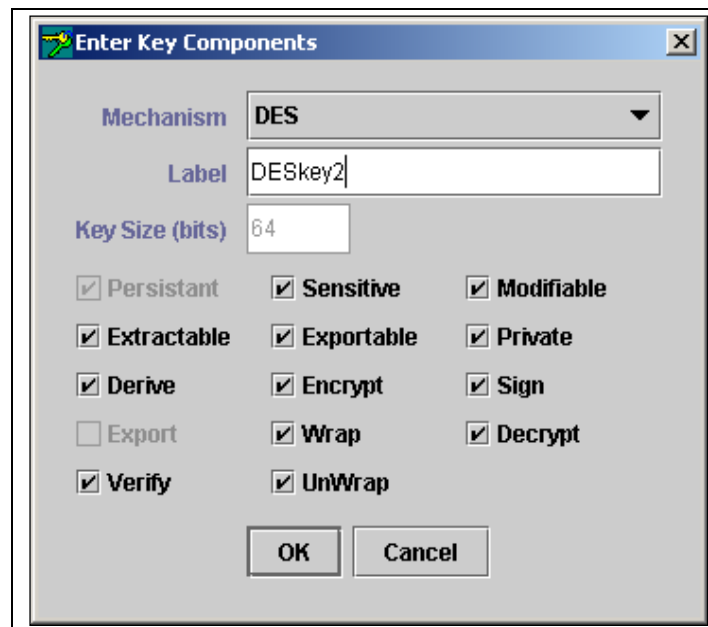 Enter Key Components
Mechanism DES
Label DESkey2
Key Size (bits) 64
Persistant Sensitive Modifiable
Extractable Exportable Private
Derive Encrypt Sign
Export Wrap Decrypt
Verify UnWrap
OK Cancel